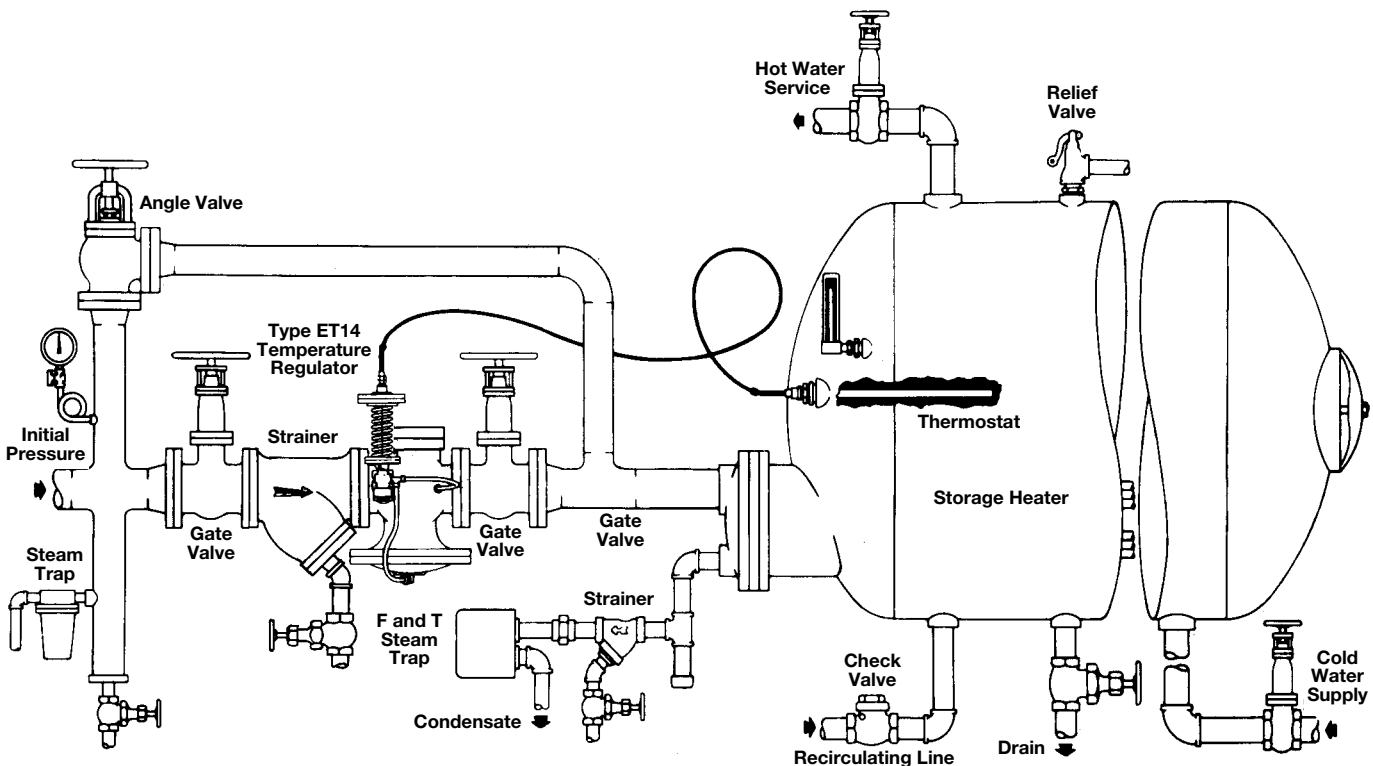 Hot Water
Service
Relief
Valve
Angle Valve
Type ET14
Temperature
Regulator
Initial
Pressure
Strainer
Thermostat
Storage Heater
Gate
Valve
Gate
Valve
Gate
Valve
Steam
Trap
Strainer
F and T
Steam
Trap
Condensate
Check
Valve
Recirculating Line
Drain
Cold
Water
Supply